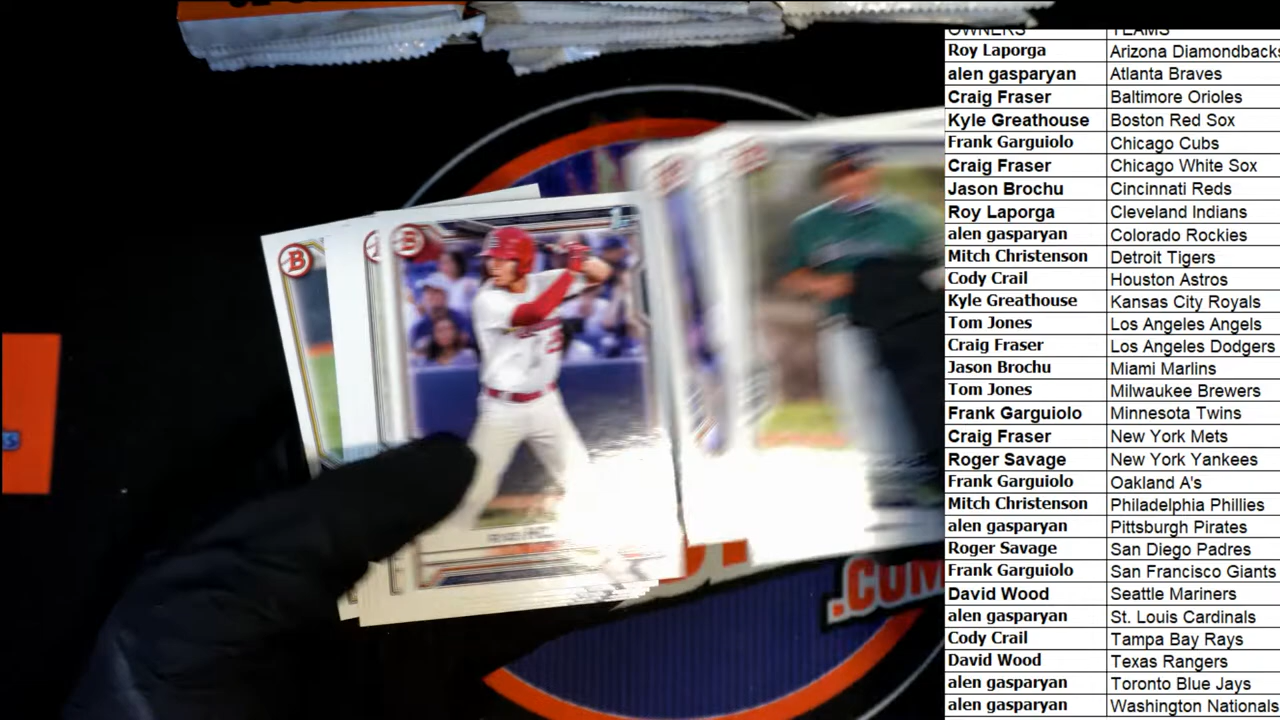 OWNERS TEAMS
Roy Laporga Arizona Diamondbacks
alen gasparyan Atlanta Braves
Craig Fraser Baltimore Orioles
Kyle Greathouse Boston Red Sox
Frank Garguiolo Chicago Cubs
Craig Fraser Chicago White Sox
Jason Brochu Cincinnati Reds
Roy Laporga Cleveland Indians
alen gasparyan Colorado Rockies
Mitch Christenson Detroit Tigers
Cody Crail Houston Astros
Kyle Greathouse Kansas City Royals
Tom Jones Los Angeles Angels
Craig Fraser Los Angeles Dodgers
Jason Brochu Miami Marlins
Tom Jones Milwaukee Brewers
Frank Garguiolo Minnesota Twins
Craig Fraser New York Mets
Roger Savage New York Yankees
Frank Garguiolo Oakland A's
Mitch Christenson Philadelphia Phillies
alen gasparyan Pittsburgh Pirates
Roger Savage San Diego Padres
Frank Garguiolo San Francisco Giants
David Wood Seattle Mariners
alen gasparyan St. Louis Cardinals
Cody Crail Tampa Bay Rays
David Wood Texas Rangers
alen gasparyan Toronto Blue Jays
alen gasparyan Washington Nationals
B
B
.COM